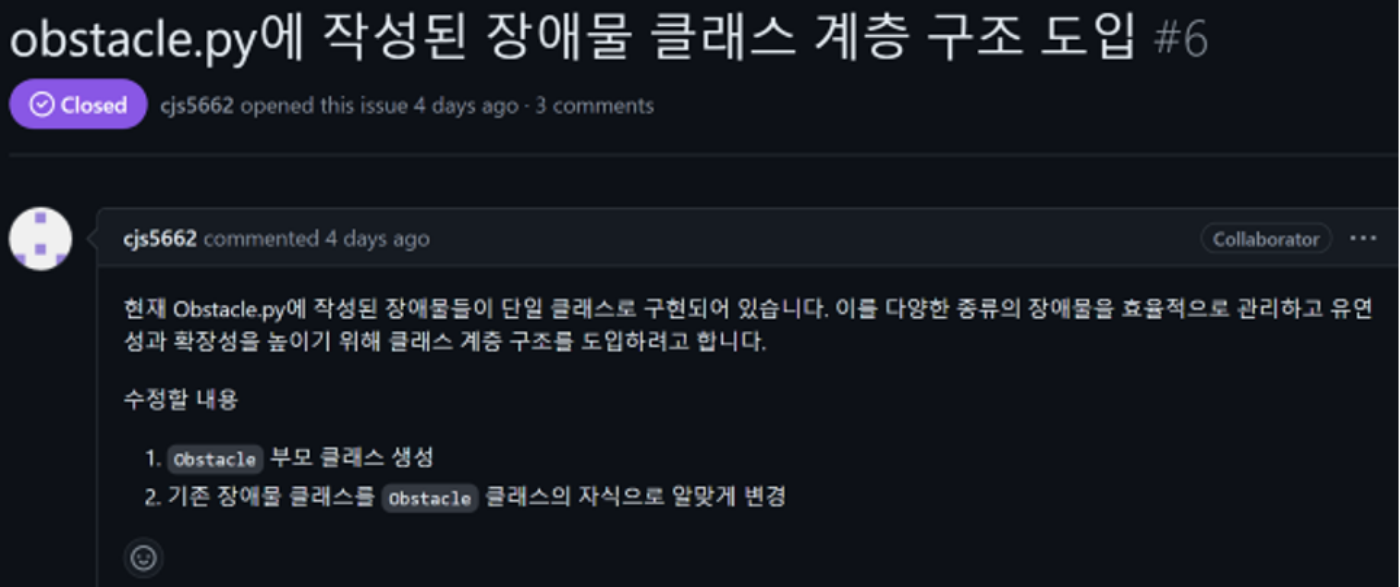 obstacle.py에 작성된 장애물 클래스 계층 구조 도입 #6
Closed cjs5662 opened this issue 4 days ago · 3 comments
cjs5662 commented 4 days ago Collaborator ...
현재 Obstacle.py에 작성된 장애물들이 단일 클래스로 구현되어 있습니다. 이를 다양한 종류의 장애물을 효율적으로 관리하고 유연
성과 확장성을 높이기 위해 클래스 계층 구조를 도입하려고 합니다.
수정할 내용
1. Obstacle 부모 클래스 생성
2. 기존 장애물 클래스를 Obstacle 클래스의 자식으로 알맞게 변경